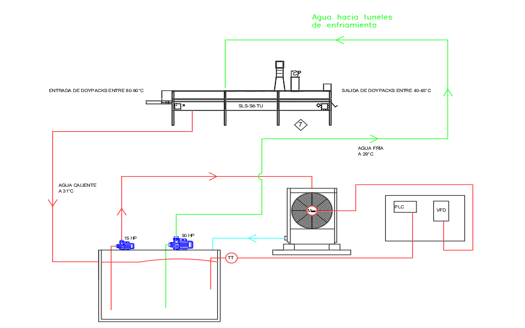 Agua hacia tuneles
de enfriamiento
ENTRADA DE DOYPACKS ENTRE 80-90°C
SALIDA DE DOYPACKS ENTRE 40-45°C
SLS-S8-TU
7
AGUA FRIA
A 29°C
AGUA CALIENTE
A 31°C
PLC
VFD
15 HP
30 HP
TT